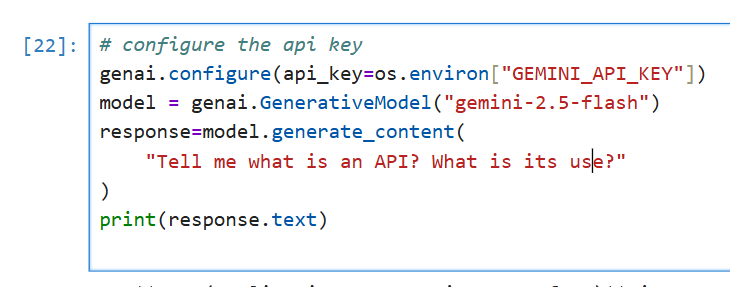 [22]: # configure the api key
genai.configure(api_key=os.environ["GEMINI_API_KEY"])
model = genai.GenerativeModel("gemini-2.5-flash")
response=model.generate_content(
    "Tell me what is an API? What is its use?"
)
print(response.text)